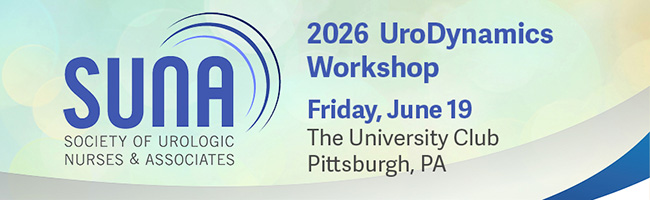 SUNA
SOCIETY OF UROLOGIC
NURSES & ASSOCIATES
2026 UroDynamics
Workshop
Friday, June 19
The University Club
Pittsburgh, PA